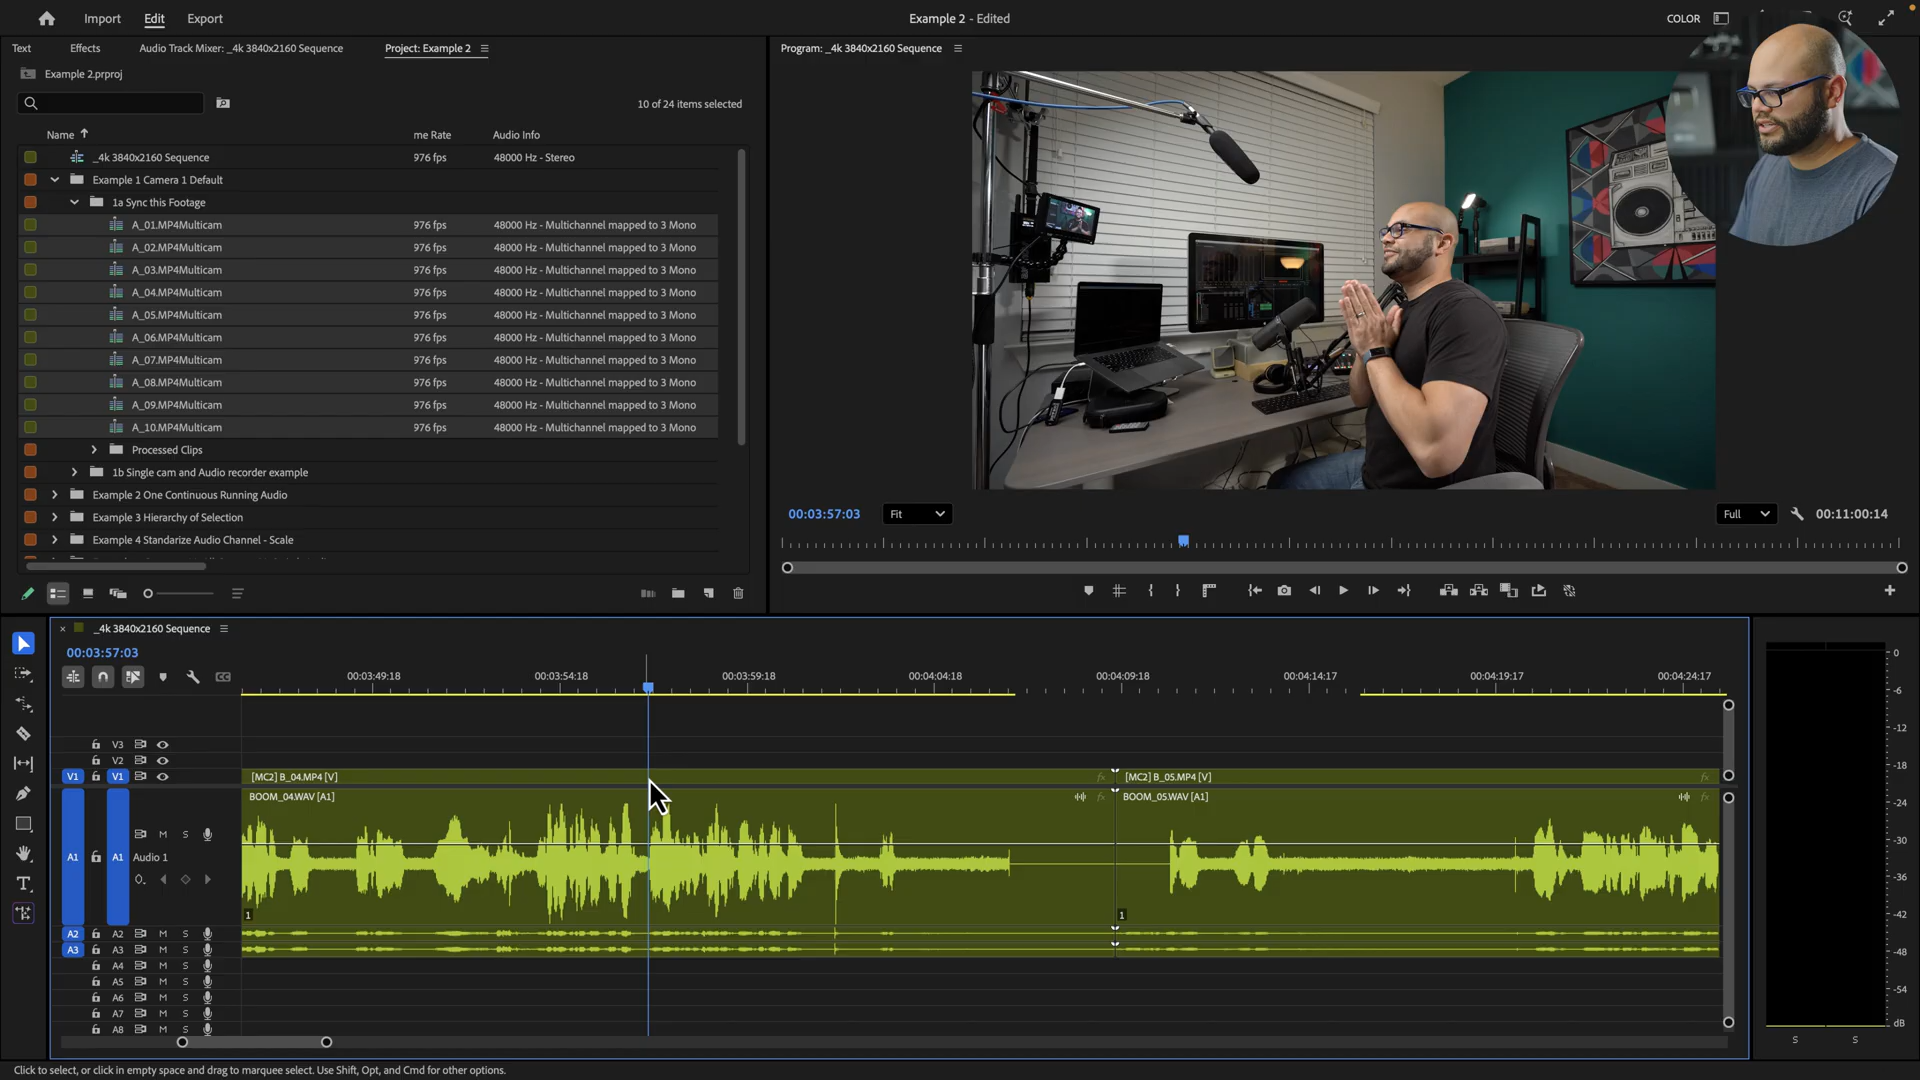 Import Edit Export Example 2 - Edited COLOR
Text Effects Audio Track Mixer: _4k 3840x2160 Sequence Project: Example 2 Program: _4k 3840x2160 Sequence
Example 2.prproj
10 of 24 items selected
Name me Rate Audio Info
_4k 3840x2160 Sequence 976 fps 48000 Hz - Stereo
Example 1 Camera 1 Default
1a Sync this Footage
A_01.MP4Multicam 976 fps 48000 Hz - Multichannel mapped to 3 Mono
A_02.MP4Multicam 976 fps 48000 Hz - Multichannel mapped to 3 Mono
A_03.MP4Multicam 976 fps 48000 Hz - Multichannel mapped to 3 Mono
A_04.MP4Multicam 976 fps 48000 Hz - Multichannel mapped to 3 Mono
A_05.MP4Multicam 976 fps 48000 Hz - Multichannel mapped to 3 Mono
A_06.MP4Multicam 976 fps 48000 Hz - Multichannel mapped to 3 Mono
A_07.MP4Multicam 976 fps 48000 Hz - Multichannel mapped to 3 Mono
A_08.MP4Multicam 976 fps 48000 Hz - Multichannel mapped to 3 Mono
A_09.MP4Multicam 976 fps 48000 Hz - Multichannel mapped to 3 Mono
A_10.MP4Multicam 976 fps 48000 Hz - Multichannel mapped to 3 Mono
Processed Clips
1b Single cam and Audio recorder example
Example 2 One Continuous Running Audio
Example 3 Hierarchy of Selection
Example 4 Standarize Audio Channel - Scale
00:03:57:03 Fit Full 00:11:00:14
_4k 3840x2160 Sequence
00:03:57:03
00:03:49:18 00:03:54:18 00:03:59:18 00:04:04:18 00:04:09:18 00:04:14:17 00:04:19:17 00:04:24:17
V3
V2
V1 V1 [MC2] B_04.MP4 [V] fx [MC2] B_05.MP4 [V] fx
BOOM_04.WAV [A1] fx BOOM_05.WAV [A1] fx
M S
A1 A1 Audio 1
1 1
A2 A2 M S
A3 A3 M S
A4 M S
A5 M S
A6 M S
A7 M S
A8 M S
0
-6
-12
-18
-24
-30
-36
-42
-48
-54
dB
S S
Click to select, or click in empty space and drag to marquee select. Use Shift, Opt, and Cmd for other options.